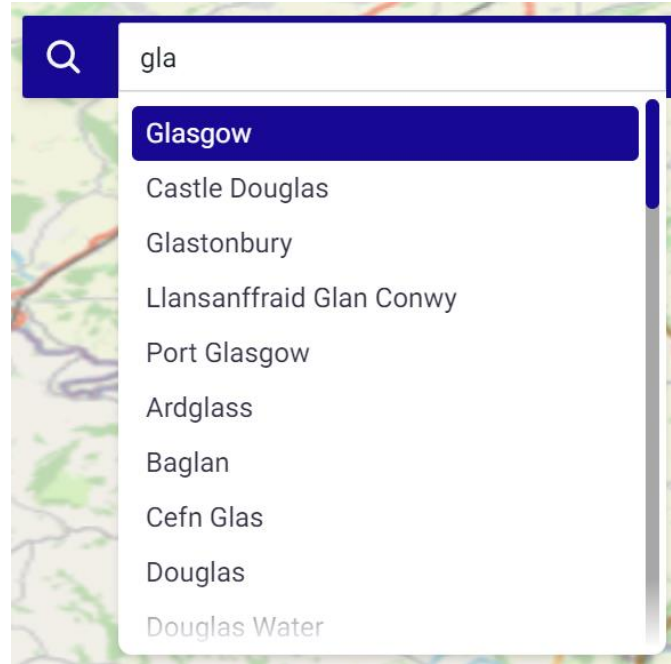 gla
Glasgow
Castle Douglas
Glastonbury
Llansanffraid Glan Conwy
Port Glasgow
Ardglass
Baglan
Cefn Glas
Douglas
Douglas Water